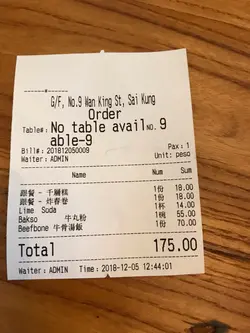 G/F, No.9 Wan King St, Sai Kung
Order
Table#: No table avail NO. 9
able-9
Bill#: 201812050009 Pax: 1
Waiter: ADMIN Unit: peso
Name Num Sum
跟餐 - 千層糕 1份 18.00
跟餐 - 炸春卷 1份 18.00
Lime Soda 1杯 14.00
Bakso 牛丸粉 1碗 55.00
Beefbone 牛骨湯飯 1份 70.00
Total 175.00
Waiter: ADMIN Time: 2018-12-05 12:44:01